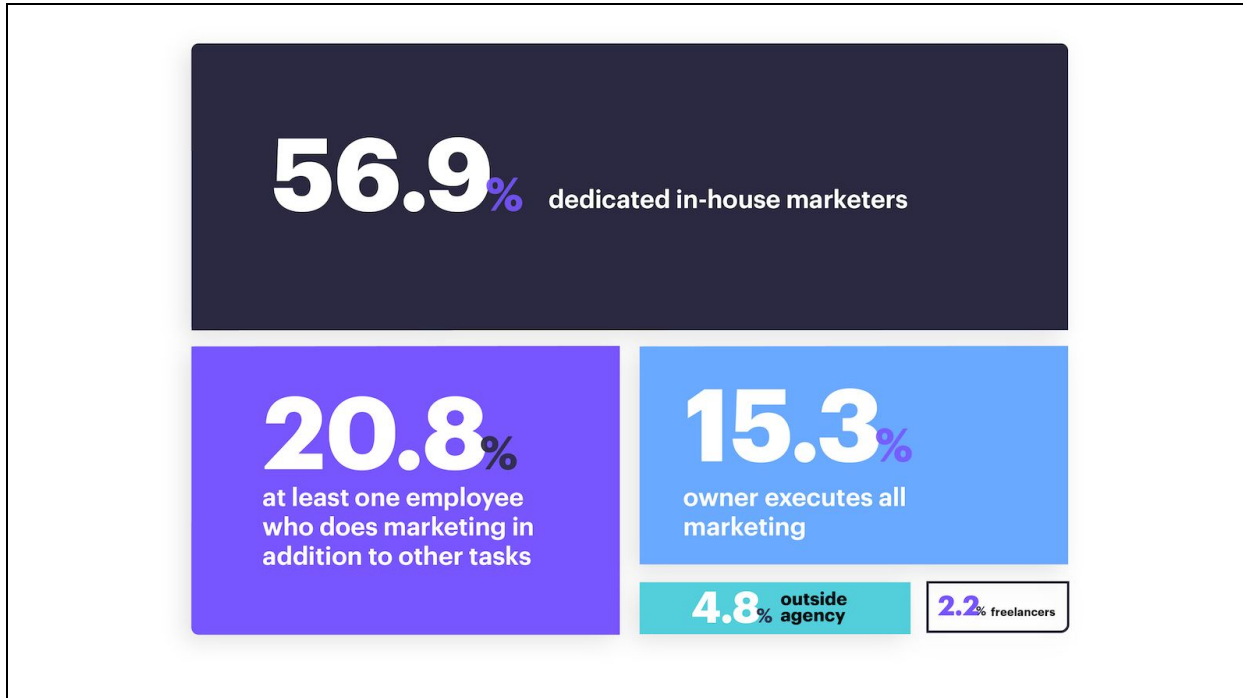 56.9% dedicated in-house marketers
20.8%
at least one employee
who does marketing in
addition to other tasks
15.3%
owner executes all
marketing
4.8% outside
agency
2.2% freelancers